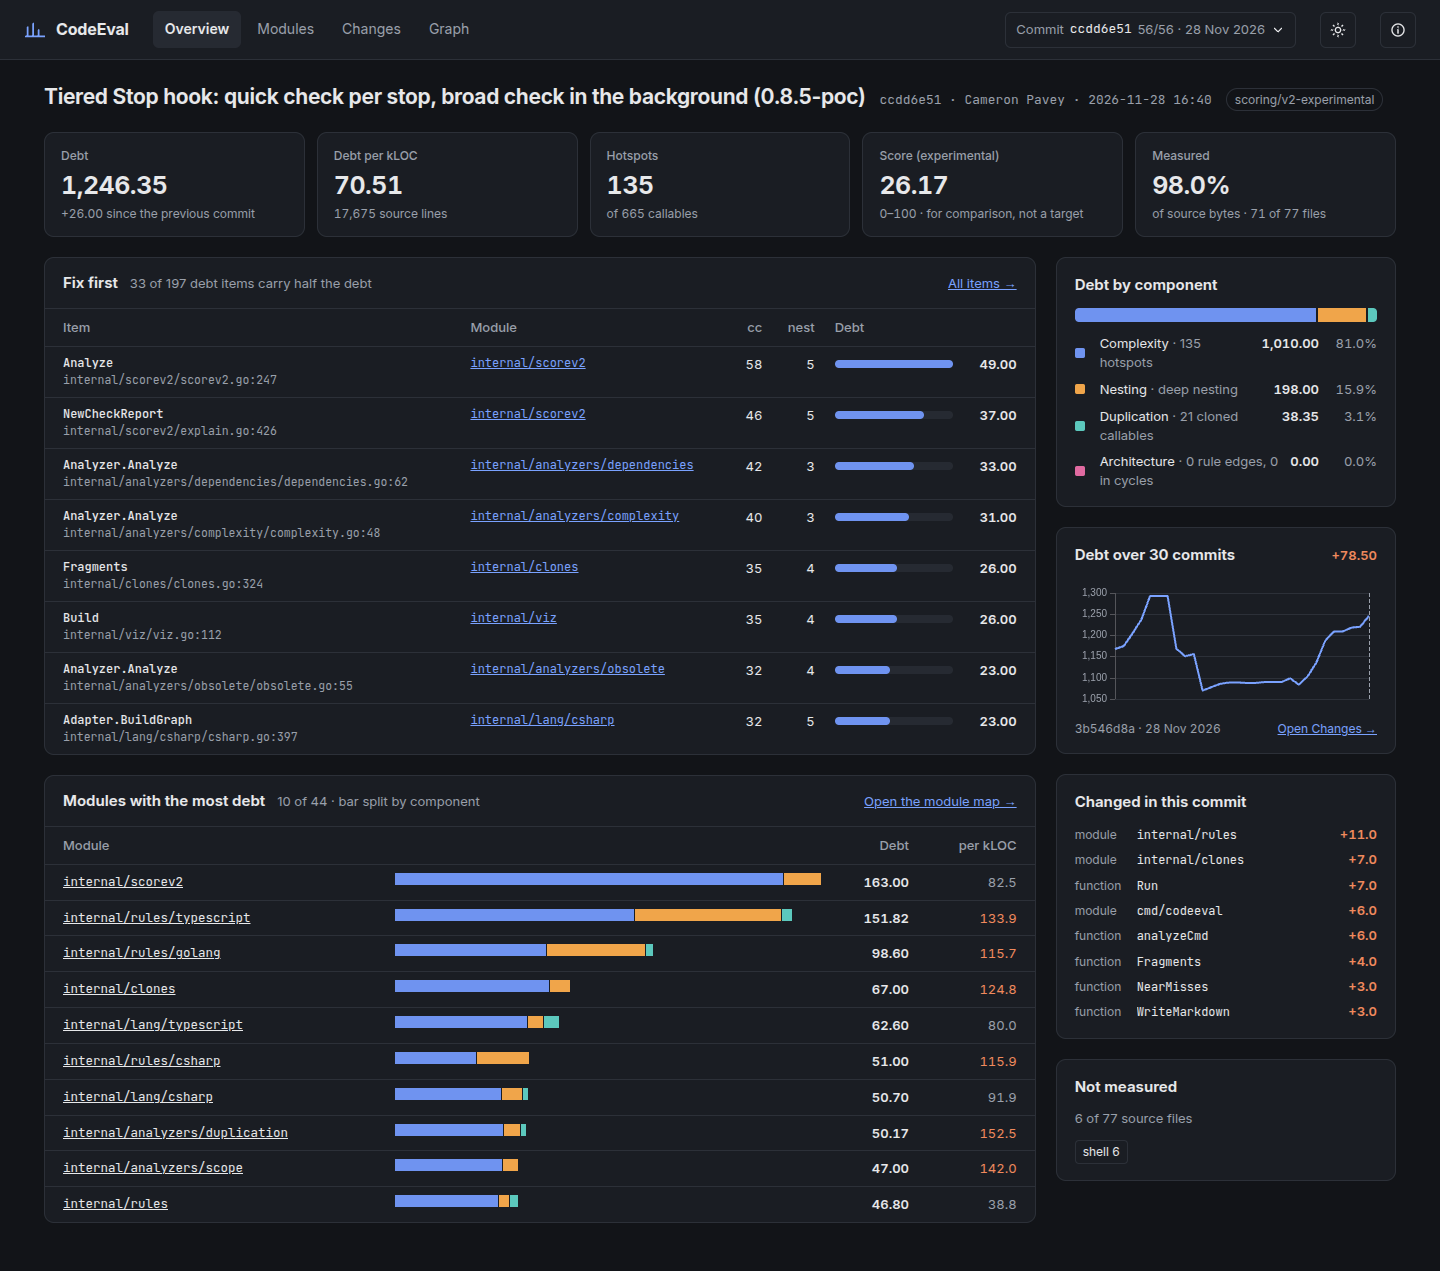 CodeEval Overview Modules Changes Graph Commit ccdd6e51 56/56 · 28 Nov 2026
Tiered Stop hook: quick check per stop, broad check in the background (0.8.5-poc) ccdd6e51 · Cameron Pavey · 2026-11-28 16:40 scoring/v2-experimental
Debt
1,246.35
+26.00 since the previous commit
Debt per kLOC
70.51
17,675 source lines
Hotspots
135
of 665 callables
Score (experimental)
26.17
0–100 · for comparison, not a target
Measured
98.0%
of source bytes · 71 of 77 files
Fix first 33 of 197 debt items carry half the debt All items →
Item Module cc nest Debt
Analyze internal/scorev2 58 5 49.00
internal/scorev2/scorev2.go:247
NewCheckReport internal/scorev2 46 5 37.00
internal/scorev2/explain.go:426
Analyzer.Analyze internal/analyzers/dependencies 42 3 33.00
internal/analyzers/dependencies/dependencies.go:62
Analyzer.Analyze internal/analyzers/complexity 40 3 31.00
internal/analyzers/complexity/complexity.go:48
Fragments internal/clones 35 4 26.00
internal/clones/clones.go:324
Build internal/viz 35 4 26.00
internal/viz/viz.go:112
Analyzer.Analyze internal/analyzers/obsolete 32 4 23.00
internal/analyzers/obsolete/obsolete.go:55
Adapter.BuildGraph internal/lang/csharp 32 5 23.00
internal/lang/csharp/csharp.go:397
Modules with the most debt 10 of 44 · bar split by component Open the module map →
Module Debt per kLOC
internal/scorev2 163.00 82.5
internal/rules/typescript 151.82 133.9
internal/rules/golang 98.60 115.7
internal/clones 67.00 124.8
internal/lang/typescript 62.60 80.0
internal/rules/csharp 51.00 115.9
internal/lang/csharp 50.70 91.9
internal/analyzers/duplication 50.17 152.5
internal/analyzers/scope 47.00 142.0
internal/rules 46.80 38.8
Debt by component
Complexity · 135 1,010.00 81.0%
hotspots
Nesting · deep nesting 198.00 15.9%
Duplication · 21 cloned 38.35 3.1%
callables
Architecture · 0 rule edges, 0 0.00 0.0%
in cycles
Debt over 30 commits +78.50
1,300
1,250
1,200
1,150
1,100
1,050
3b546d8a · 28 Nov 2026 Open Changes →
Changed in this commit
module internal/rules +11.0
module internal/clones +7.0
function Run +7.0
module cmd/codeeval +6.0
function analyzeCmd +6.0
function Fragments +4.0
function NearMisses +3.0
function WriteMarkdown +3.0
Not measured
6 of 77 source files
shell 6